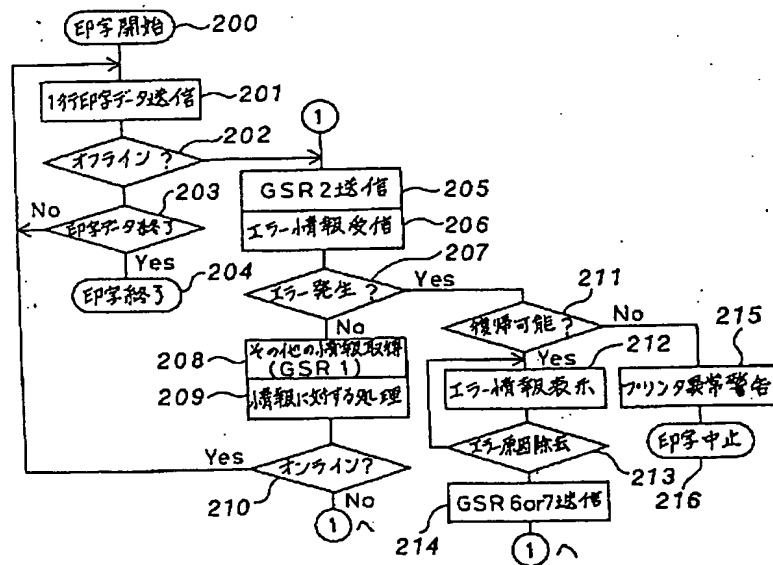 印字開始
200
1行印字データ送信
201
オフライン?
202
No
印字データ終了
203
Yes
印字終了
204
1
GSR2送信
205
エラー情報受信
206
エラー発生?
207
Yes
No
208
その他の情報取得
(GSR1)
209
情報に対する処理
Yes
オンライン?
210
No
1へ
復帰可能?
211
No
Yes
エラー情報表示
212
エラー原因除去
213
GSR6or7送信
214
1へ
215
プリンタ異常警告
印字中止
216